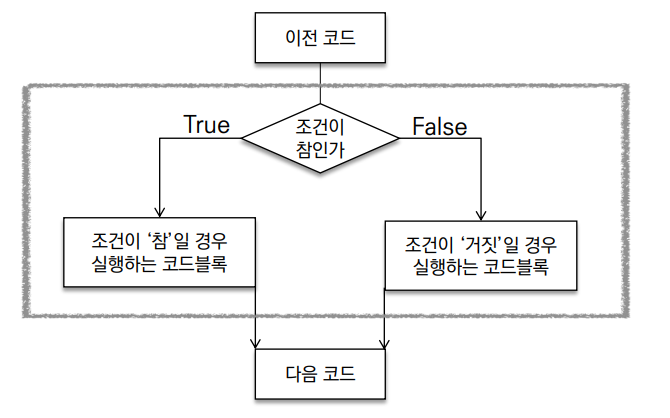 이전 코드
True
조건이
참인가
False
조건이 ‘참’일 경우
실행하는 코드블록
조건이 ‘거짓’일 경우
실행하는 코드블록
다음 코드